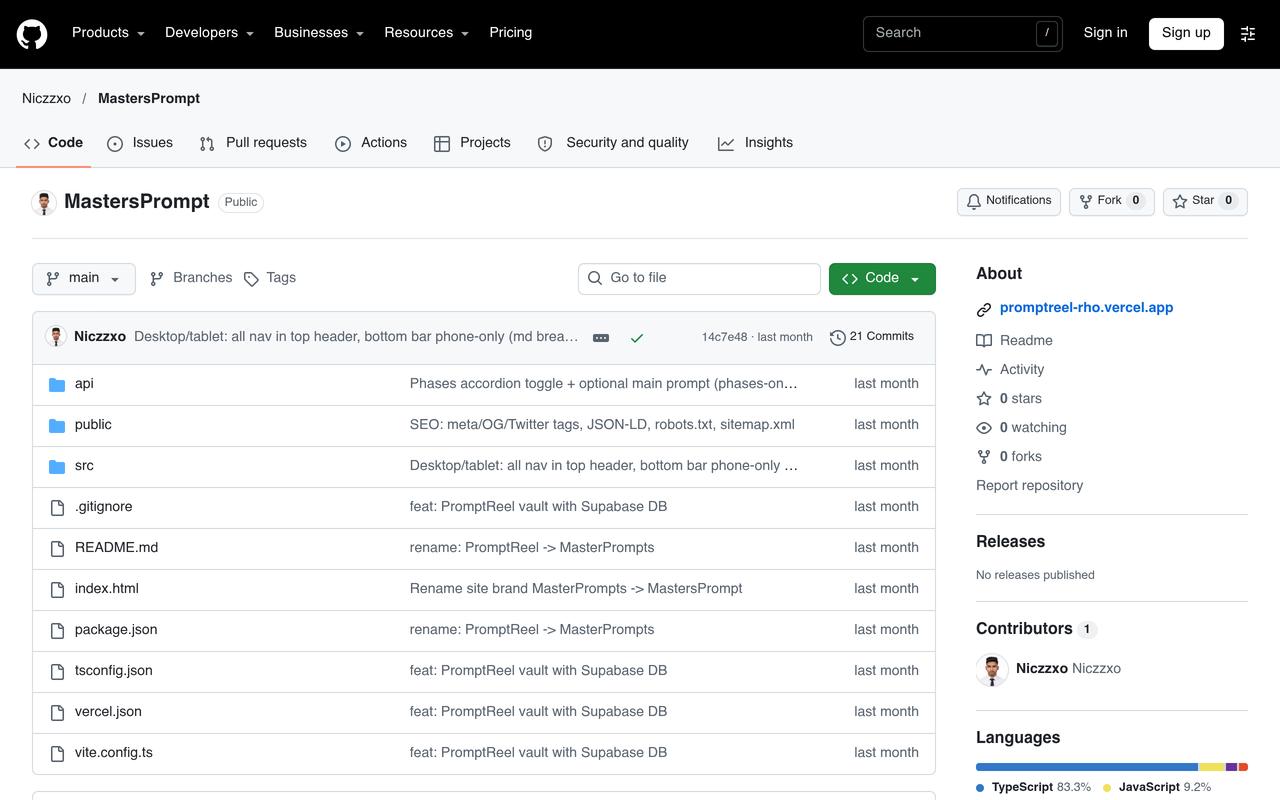 Products Developers Businesses Resources Pricing Search / Sign in Sign up
Niczzxo / MastersPrompt
Code Issues Pull requests Actions Projects Security and quality Insights
MastersPrompt Public Notifications Fork 0 Star 0
main Branches Tags Go to file Code
Niczzxo Desktop/tablet: all nav in top header, bottom bar phone-only (md brea... 14c7e48 · last month 21 Commits
api Phases accordion toggle + optional main prompt (phases-on... last month
public SEO: meta/OG/Twitter tags, JSON-LD, robots.txt, sitemap.xml last month
src Desktop/tablet: all nav in top header, bottom bar phone-only ... last month
.gitignore feat: PromptReel vault with Supabase DB last month
README.md rename: PromptReel -> MasterPrompts last month
index.html Rename site brand MasterPrompts -> MastersPrompt last month
package.json rename: PromptReel -> MasterPrompts last month
tsconfig.json feat: PromptReel vault with Supabase DB last month
vercel.json feat: PromptReel vault with Supabase DB last month
vite.config.ts feat: PromptReel vault with Supabase DB last month
About
promptreel-rho.vercel.app
Readme
Activity
0 stars
0 watching
0 forks
Report repository
Releases
No releases published
Contributors 1
Niczzxo Niczzxo
Languages
TypeScript 83.3% JavaScript 9.2%